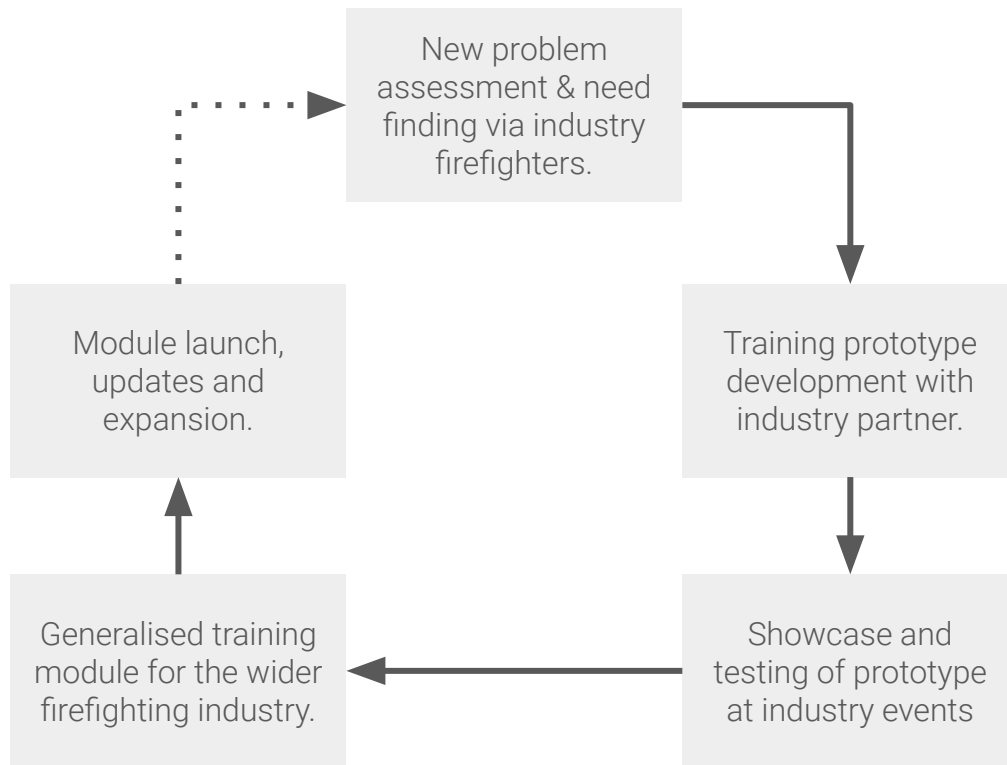 New problem
assessment & need
finding via industry
firefighters.
Training prototype
development with
industry partner.
Showcase and
testing of prototype
at industry events
Generalised training
module for the wider
firefighting industry.
Module launch,
updates and
expansion.